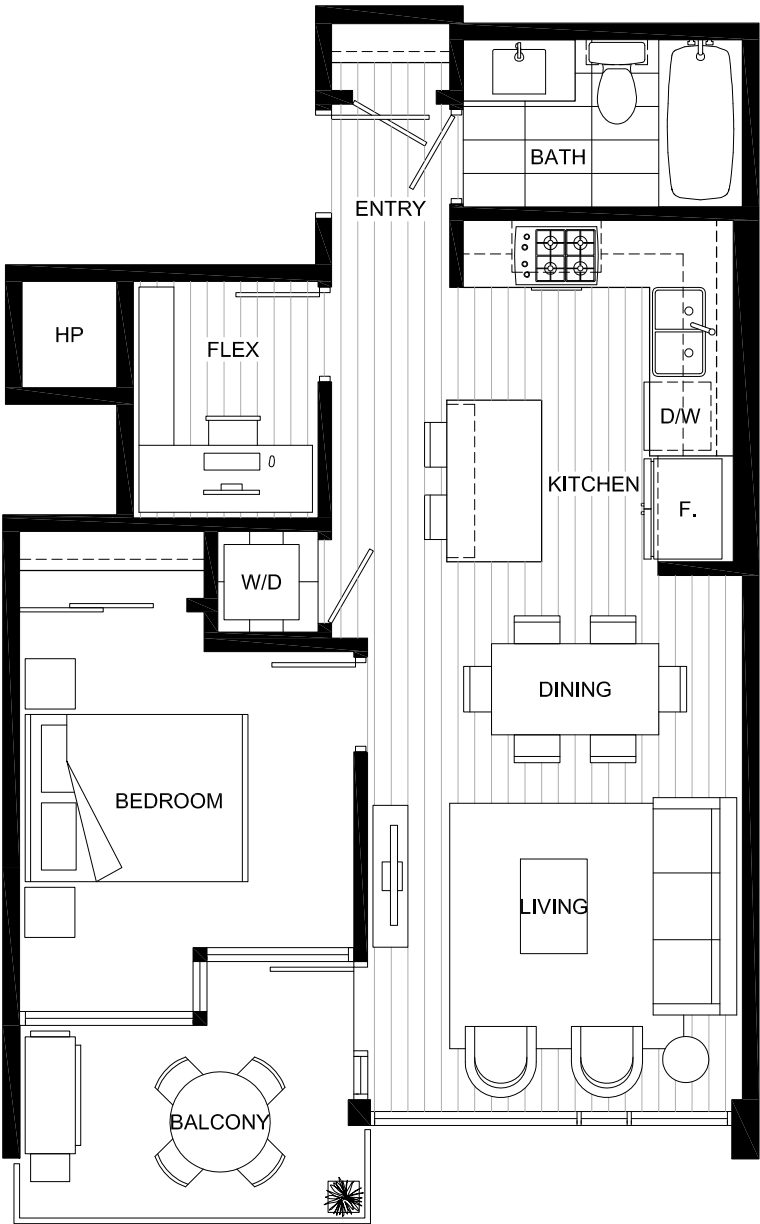 BATH
ENTRY
HP
FLEX
D/W
KITCHEN
F.
W/D
DINING
BEDROOM
LIVING
BALCONY